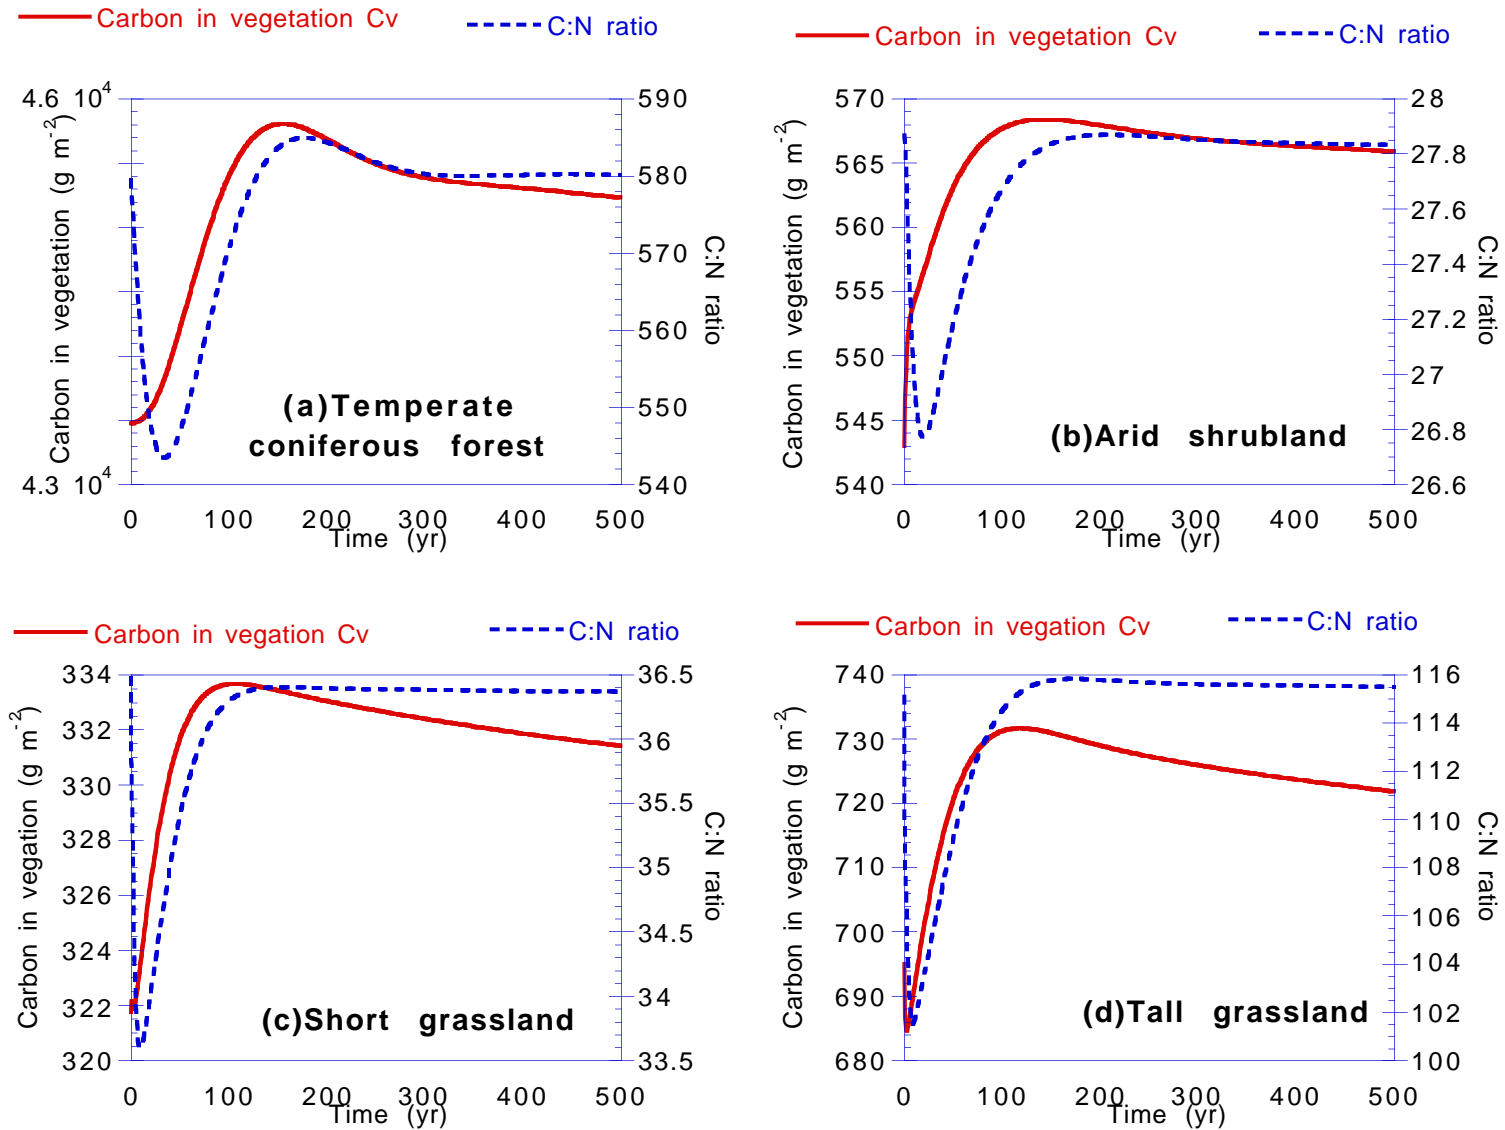 Carbon in vegetation Cv
C:N ratio
4.6 10^4
4.3 10^4
Carbon in vegetation (g m^-2)
590
580
570
560
550
540
C:N ratio
(a)Temperate
coniferous forest
0 100 200 300 400 500
Time (yr)
Carbon in vegetation Cv
C:N ratio
570
565
560
555
550
545
540
Carbon in vegetation (g m^-2)
28
27.8
27.6
27.4
27.2
27
26.8
26.6
C:N ratio
(b)Arid shrubland
0 100 200 300 400 500
Time (yr)
Carbon in vegation Cv
C:N ratio
334
332
330
328
326
324
322
320
Carbon in vegation (g m^-2)
36.5
36
35.5
35
34.5
34
33.5
C:N ratio
(c)Short grassland
0 100 200 300 400 500
Time (yr)
Carbon in vegation Cv
C:N ratio
740
730
720
710
700
690
680
Carbon in vegation (g m^-2)
116
114
112
110
108
106
104
102
100
C:N ratio
(d)Tall grassland
0 100 200 300 400 500
Time (yr)